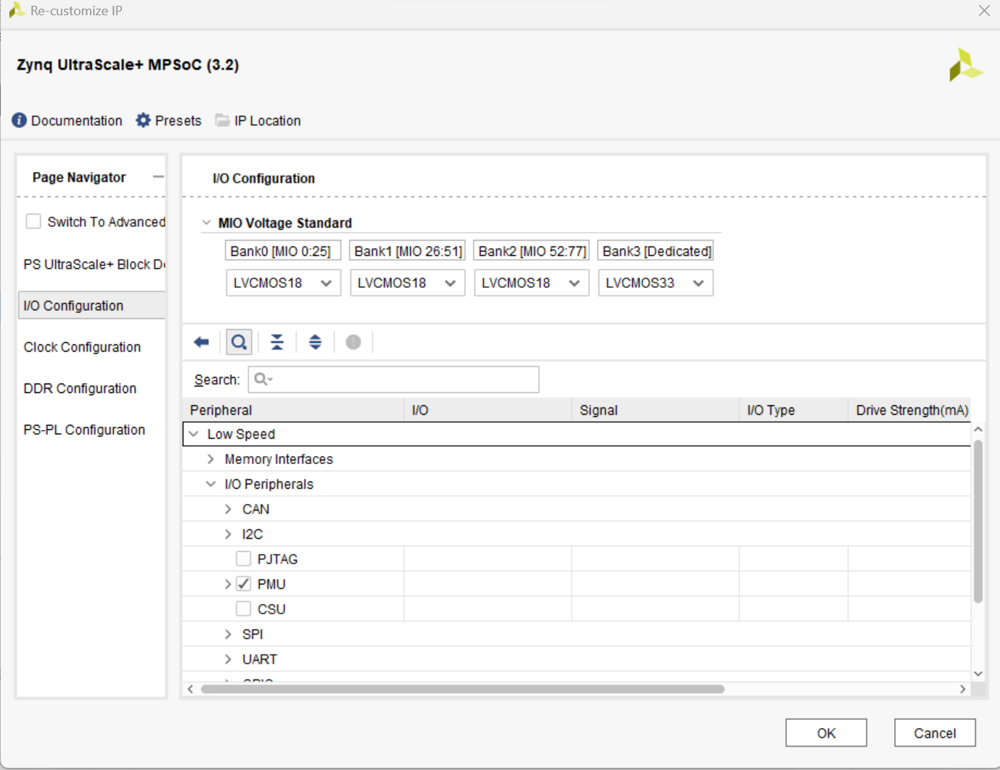 Re-customize IP
Zynq UltraScale+ MPSoC (3.2)
Documentation Presets IP Location
Page Navigator
Switch To Advanced
PS UltraScale+ Block De
I/O Configuration
Clock Configuration
DDR Configuration
PS-PL Configuration
I/O Configuration
MIO Voltage Standard
Bank0 [MIO 0:25] Bank1 [MIO 26:51] Bank2 [MIO 52:77] Bank3 [Dedicated]
LVCMOS18 LVCMOS18 LVCMOS18 LVCMOS33
Search:
Peripheral I/O Signal I/O Type Drive Strength(mA)
Low Speed
Memory Interfaces
I/O Peripherals
CAN
I2C
PJTAG
PMU
CSU
SPI
UART
OK Cancel